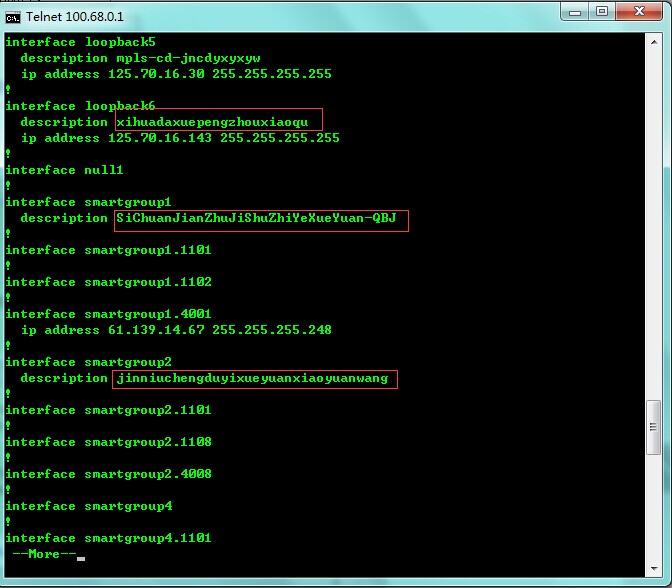 Telnet 100.68.0.1
interface loopback5
description mpls-cd-jncdyxyxyw
ip address 125.70.16.30 255.255.255.255
!
interface loopback6
description xihuadaxuepengzhouxiaoqu
ip address 125.70.16.143 255.255.255.255
!
interface null1
!
interface smartgroup1
description SiChuanJianZhuJiShuZhiYeXueYuan-QBJ
!
interface smartgroup1.1101
!
interface smartgroup1.1102
!
interface smartgroup1.4001
ip address 61.139.14.67 255.255.255.248
!
interface smartgroup2
description jinniuchengduyixueyuanxiaoyuanwang
!
interface smartgroup2.1101
!
interface smartgroup2.1108
!
interface smartgroup2.4008
!
interface smartgroup4
!
interface smartgroup4.1101
--More--